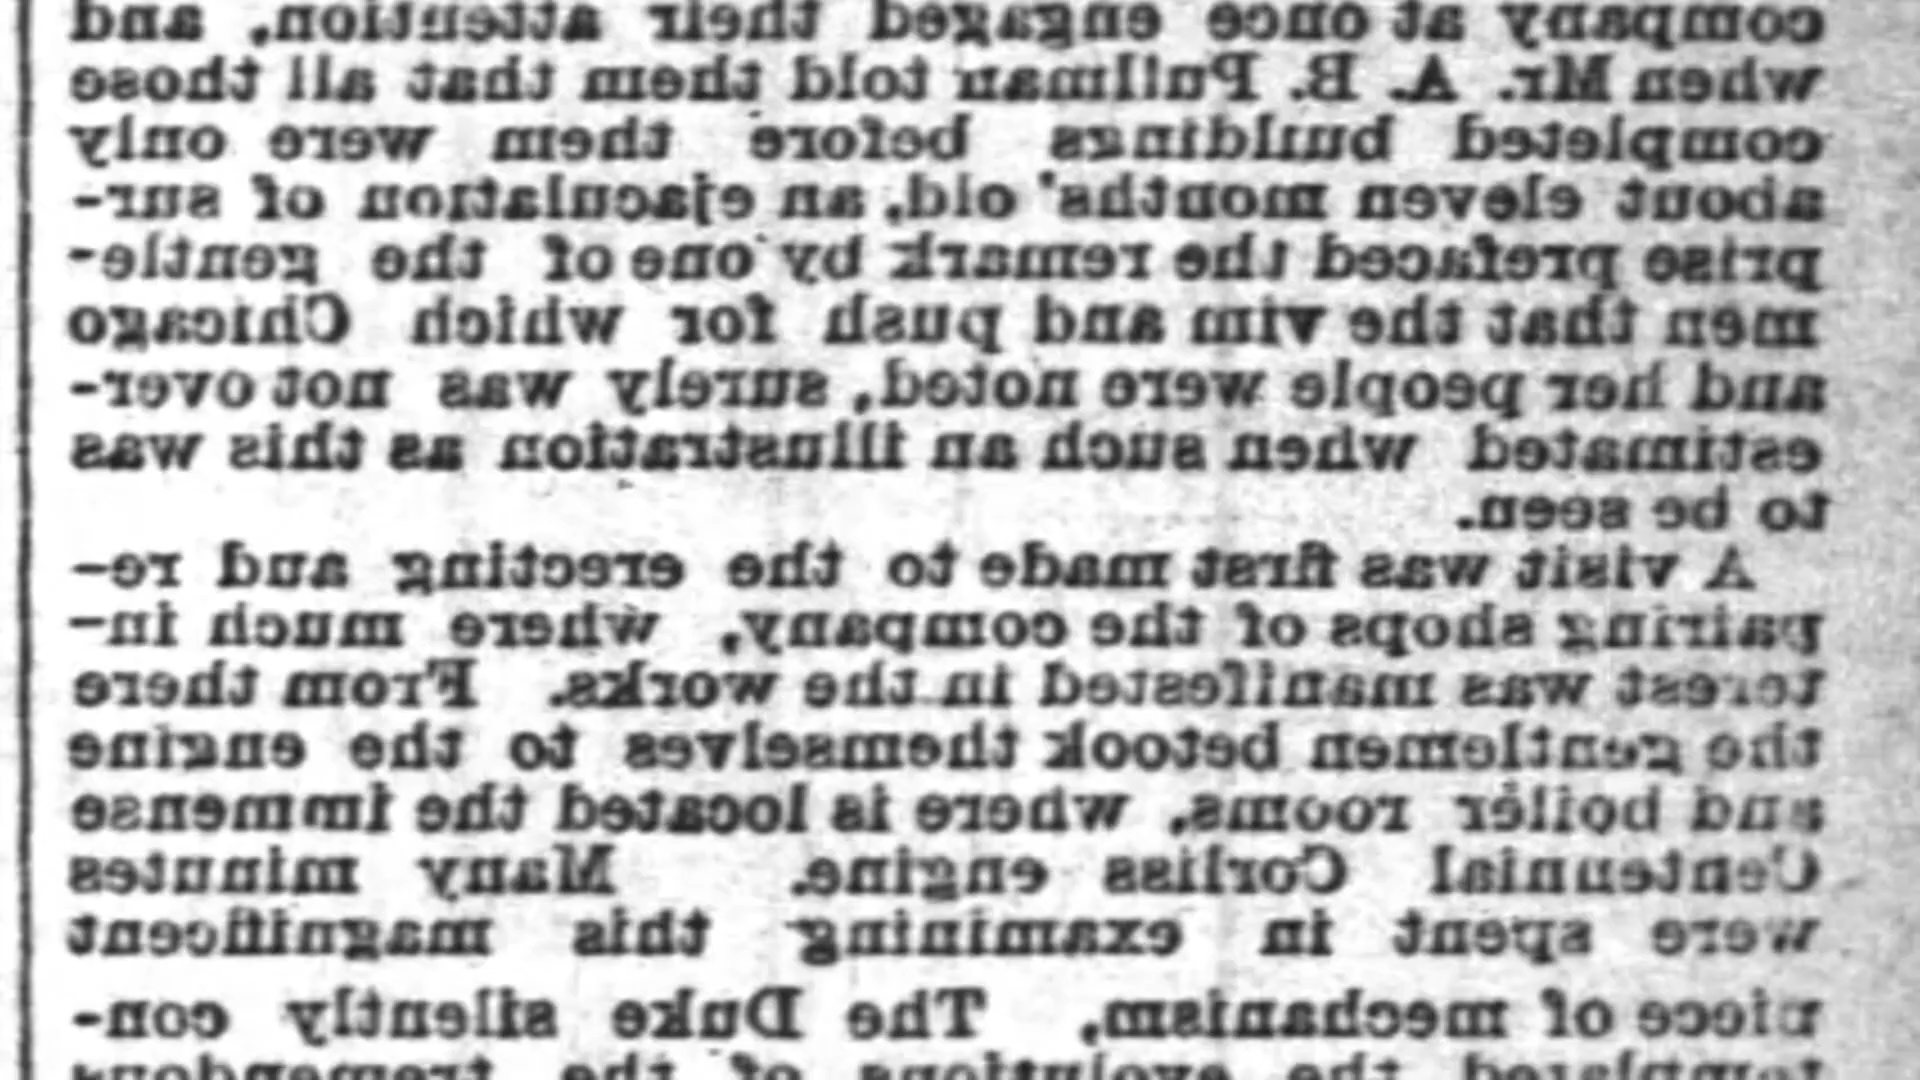 company at once engaged their attention, and
when Mr. A. B. Pullman told them that all those
completed buildings before them were only
about eleven months' old, an ejaculation of sur-
prise prefaced the remark by one of the gentle-
men that the vim and push for which Chicago
and her people were noted, surely was not over-
estimated when such an illustration as this was
to be seen.
A visit was first made to the erecting and re-
pairing shops of the company, where much in-
terest was manifested in the works. From there
the gentlemen betook themselves to the engine
and boiler rooms, where is located the immense
Centennial Corliss engine. Many minutes
were spent in examining this magnificent
piece of mechanism. The Duke silently con-
templated the evolutions of the tremendous